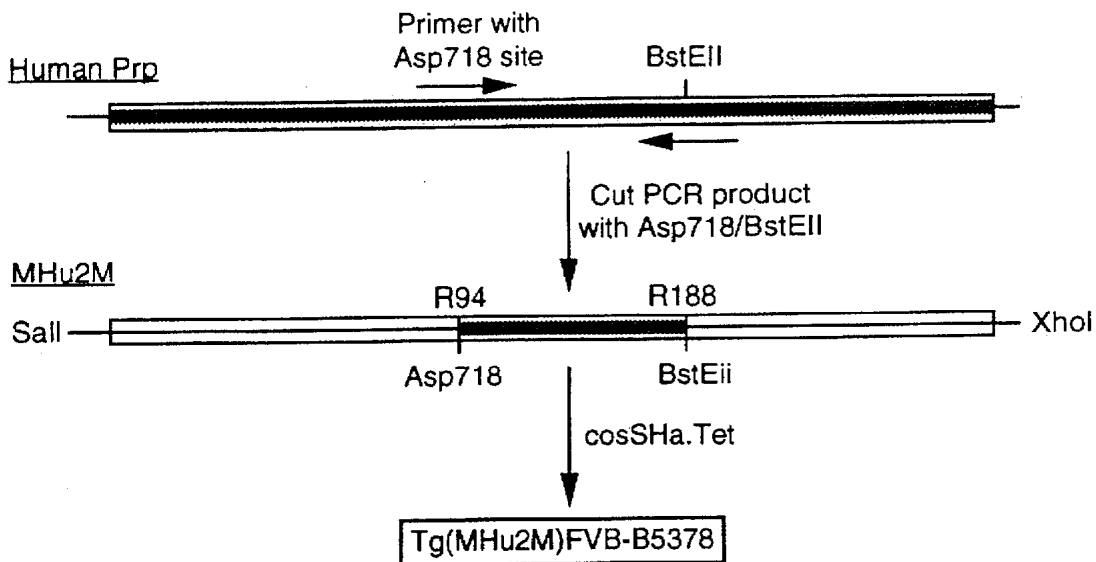 Primer with
Asp718 site
BstEII
Human Prp
Cut PCR product
with Asp718/BstEII
MHu2M
R94
R188
SalI
XhoI
Asp718
BstEii
cosSHa.Tet
Tg(MHu2M)FVB-B5378